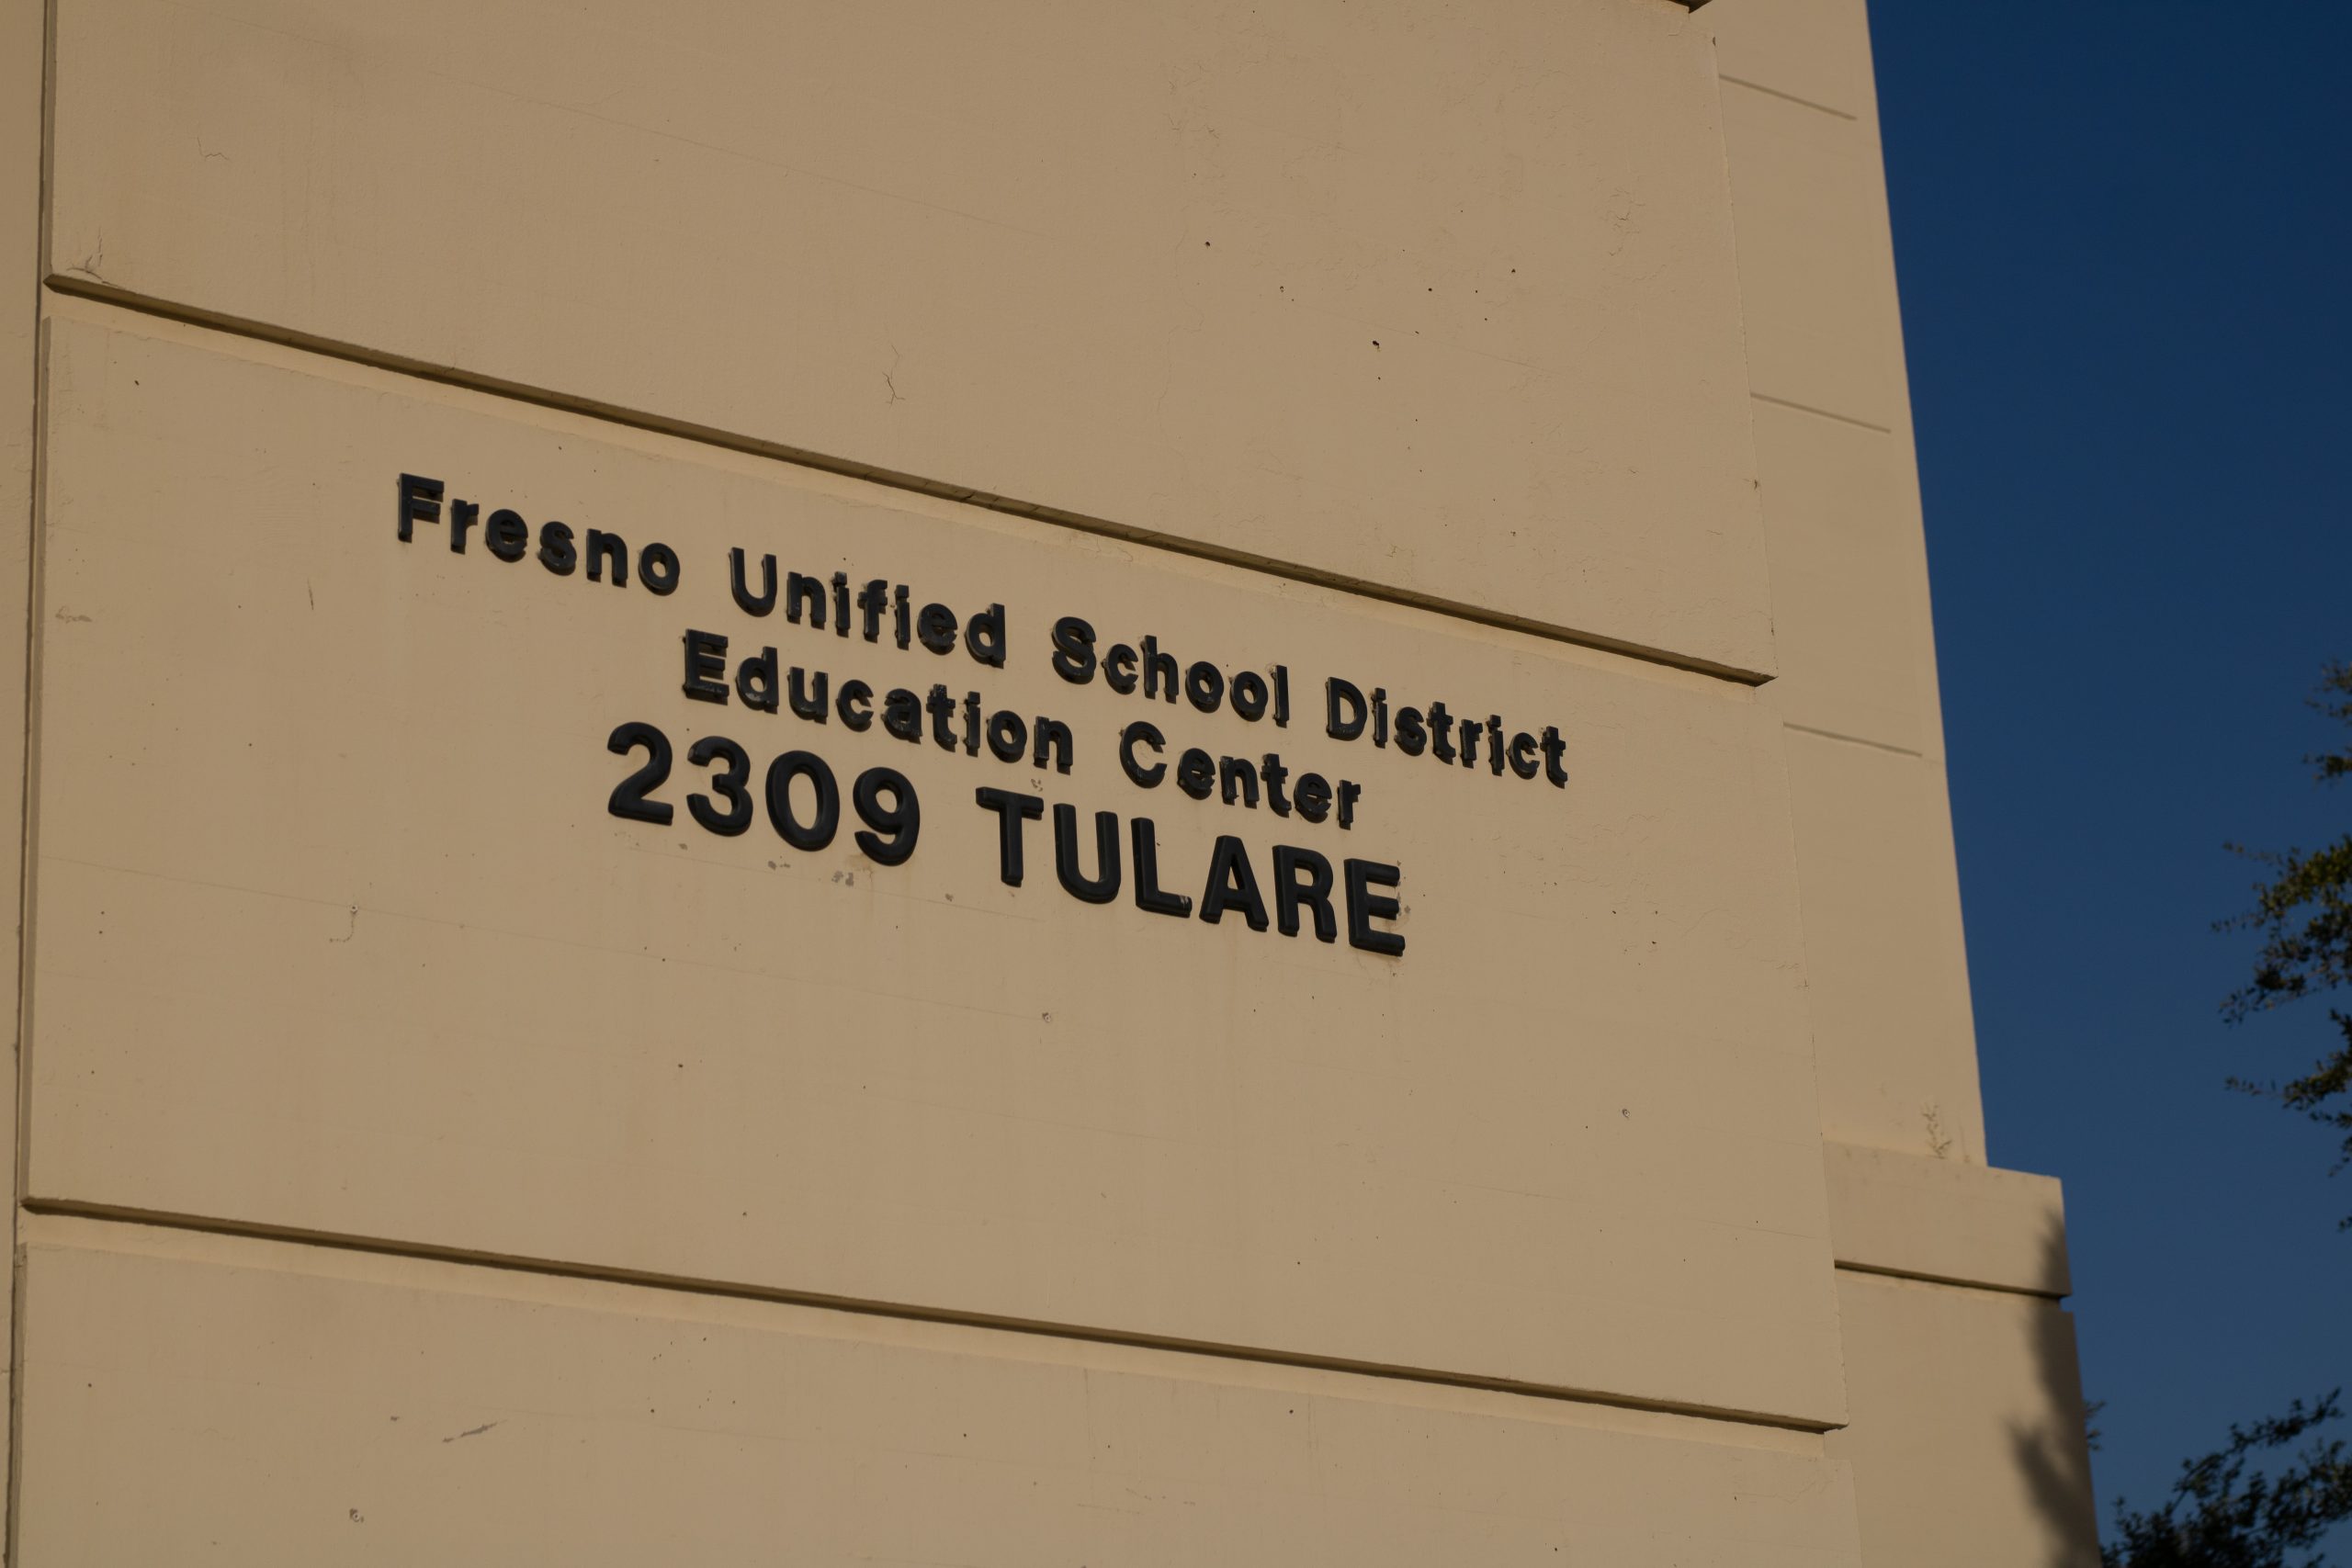 Fresno Unified School District
Education Center
2309 TULARE